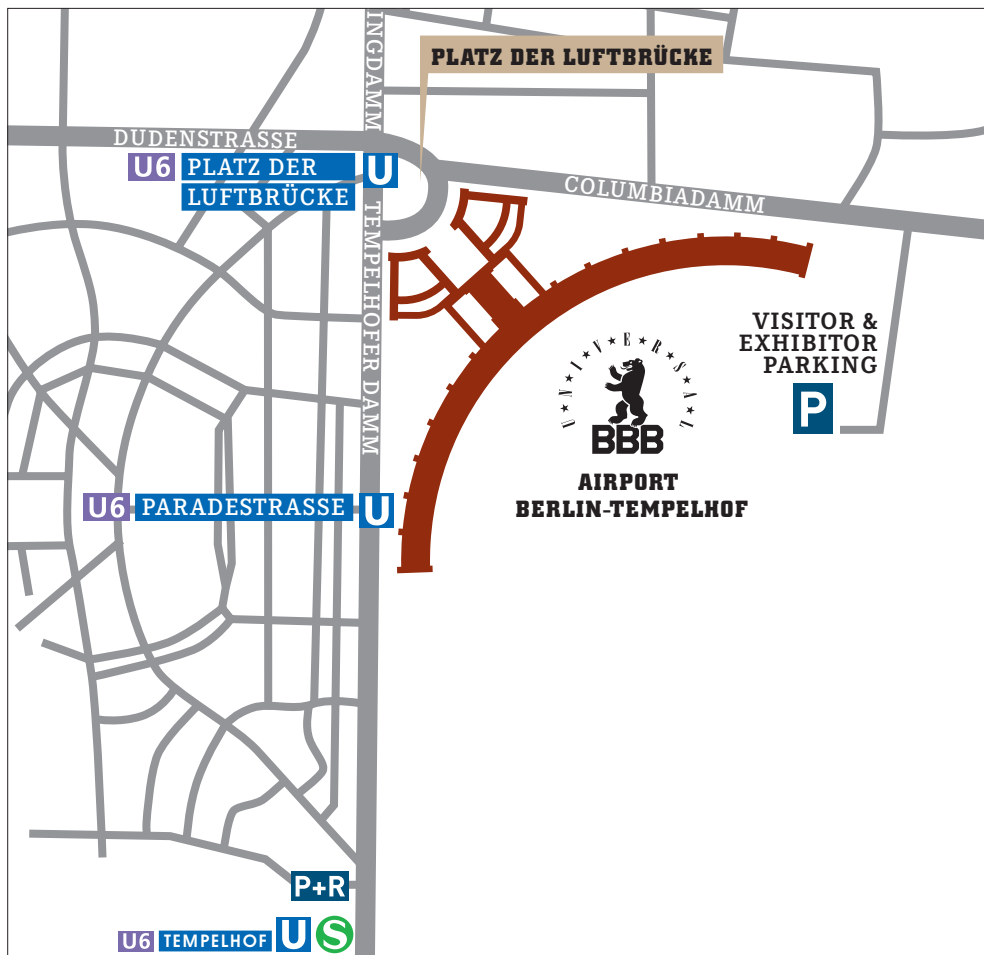 INGDAMM
PLATZ DER LUFTBRÜCKE
DUDENSTRASSE
U6 PLATZ DER
LUFTBRÜCKE
U
COLUMBIADAMM
TEMPELHOFER DAMM
VISITOR &
EXHIBITOR
PARKING
P
U★N★I★V★E★R★S★A★L
BBB
AIRPORT
BERLIN-TEMPELHOF
U6 PARADESTRASSE U
P+R
U6 TEMPELHOF U S